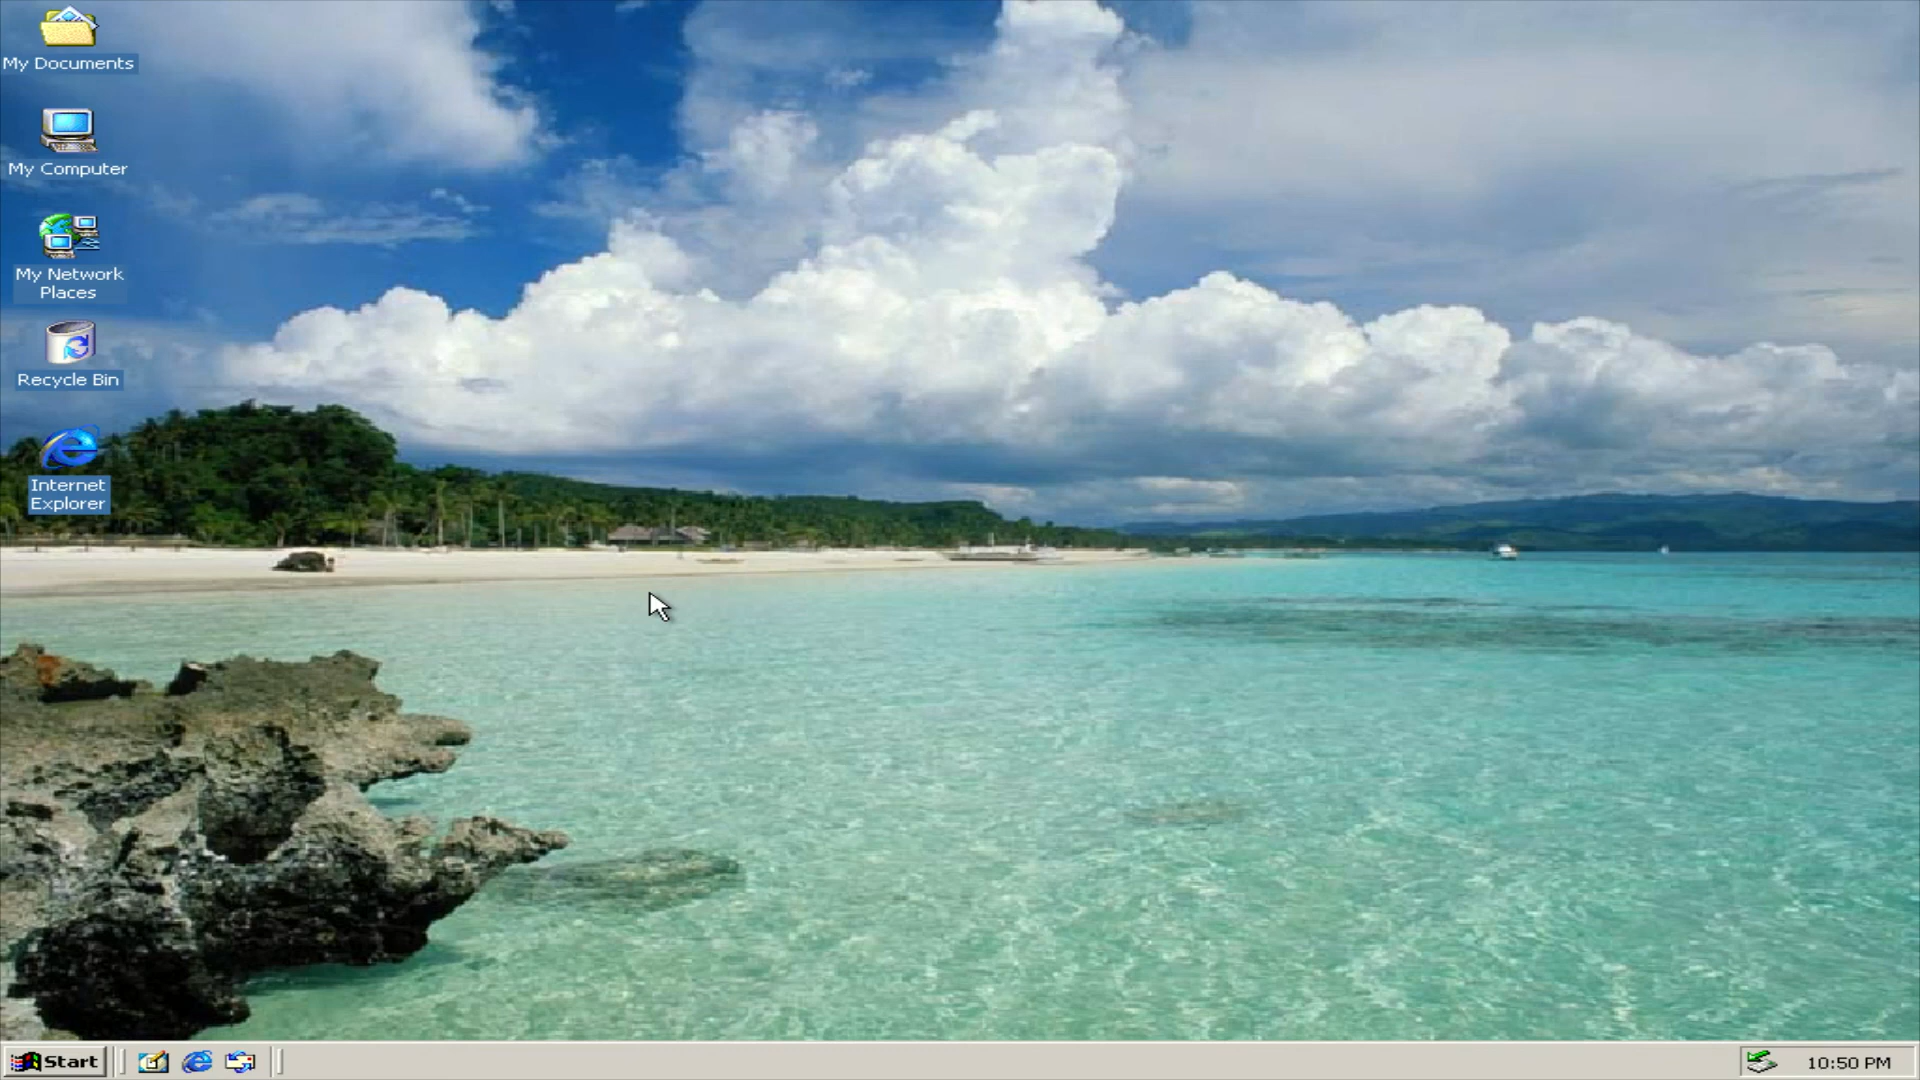 My Documents
My Computer
My Network
Places
Recycle Bin
Internet
Explorer
Start
10:50 PM